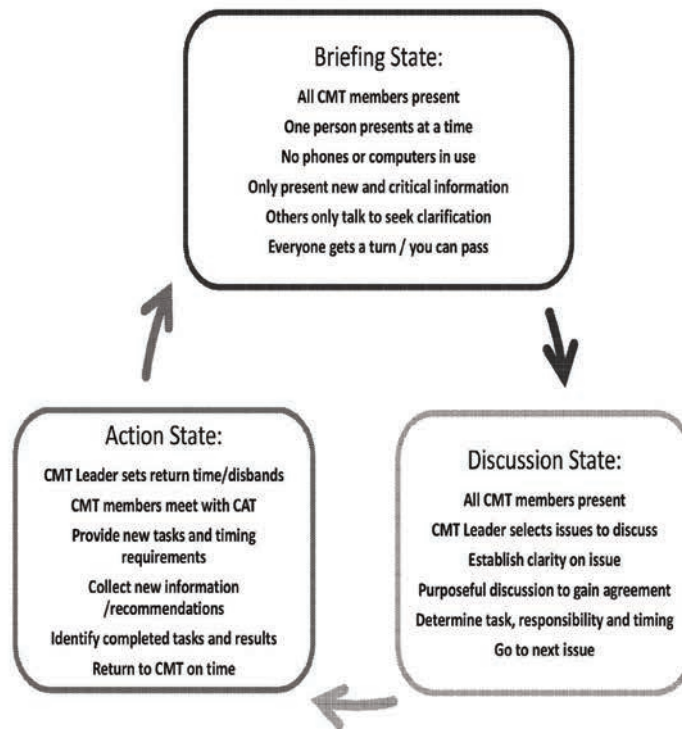 Briefing State:
All CMT members present
One person presents at a time
No phones or computers in use
Only present new and critical information
Others only talk to seek clarification
Everyone gets a turn / you can pass
Action State:
CMT Leader sets return time/disbands
CMT members meet with CAT
Provide new tasks and timing
requirements
Collect new information
/recommendations
Identify completed tasks and results
Return to CMT on time
Discussion State:
All CMT members present
CMT Leader selects issues to discuss
Establish clarity on issue
Purposeful discussion to gain agreement
Determine task, responsibility and timing
Go to next issue